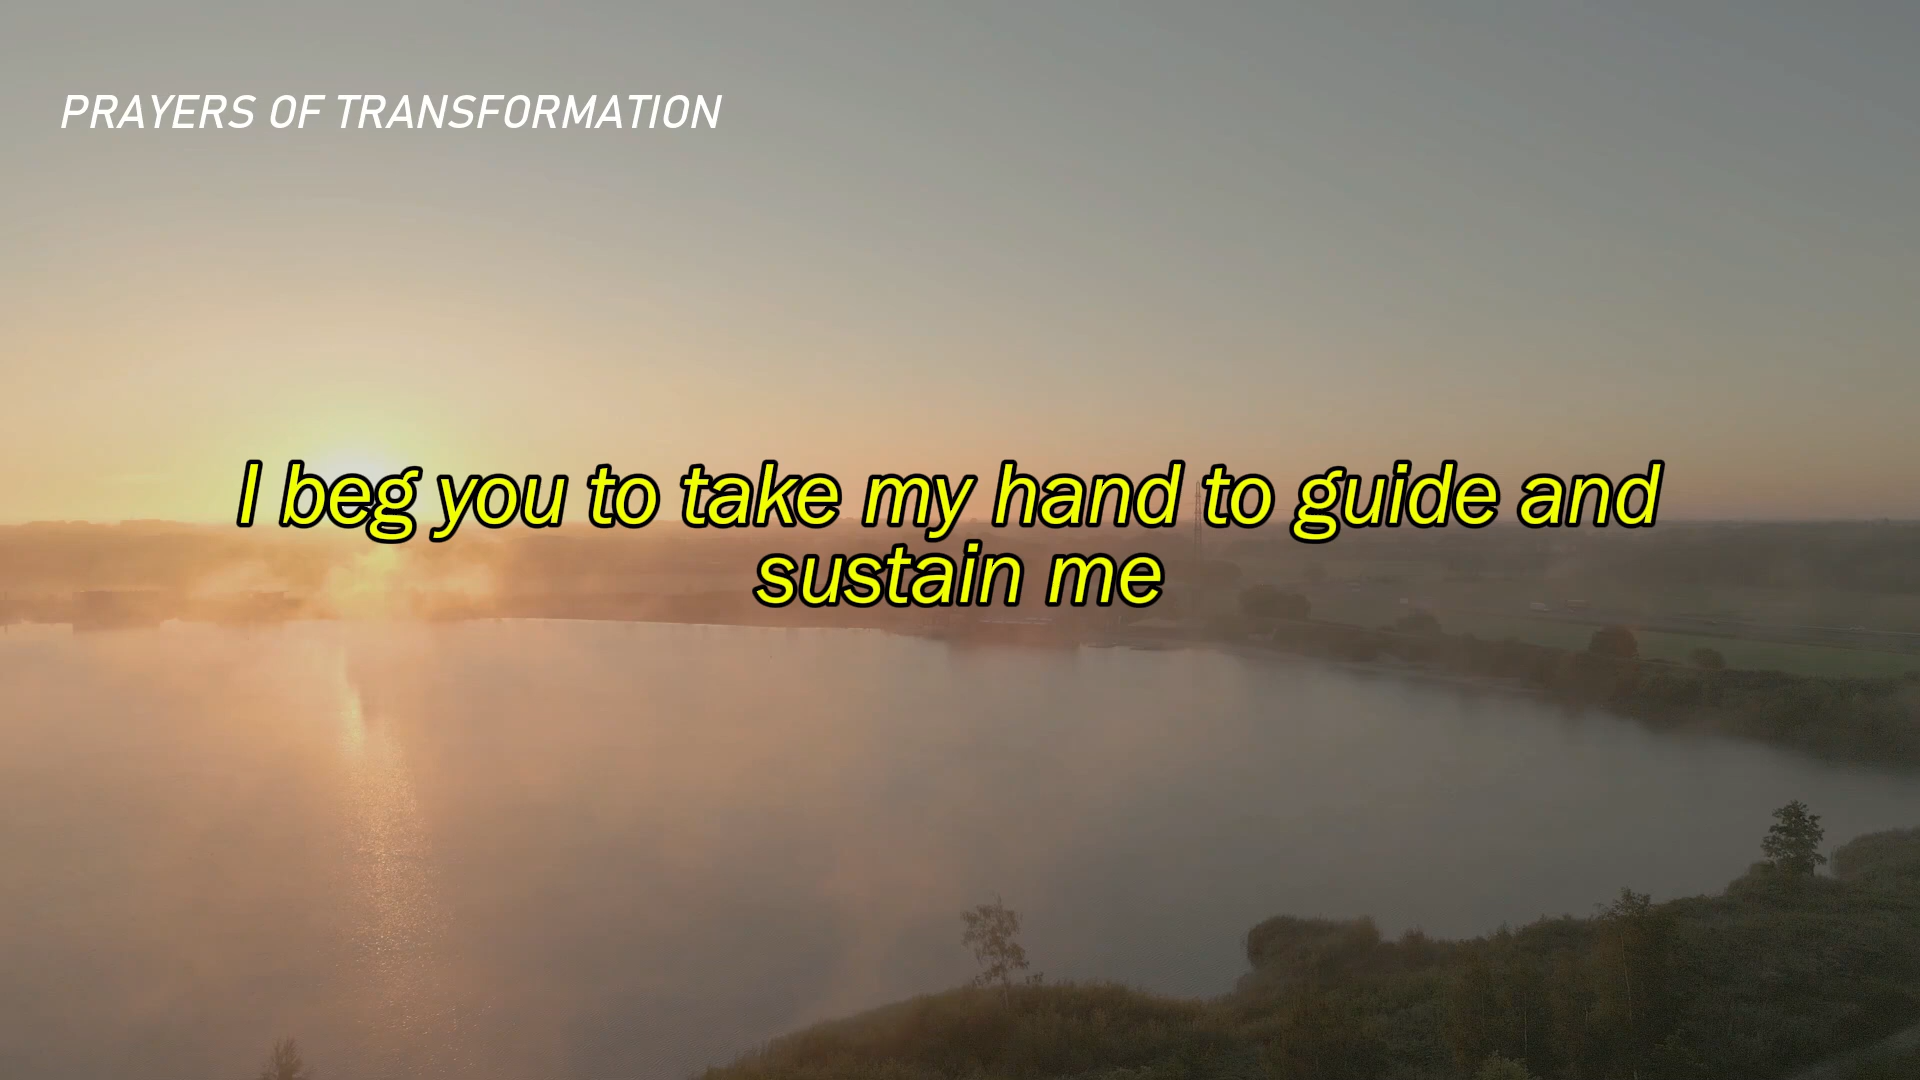 PRAYERS OF TRANSFORMATION
I beg you to take my hand to guide and
sustain me